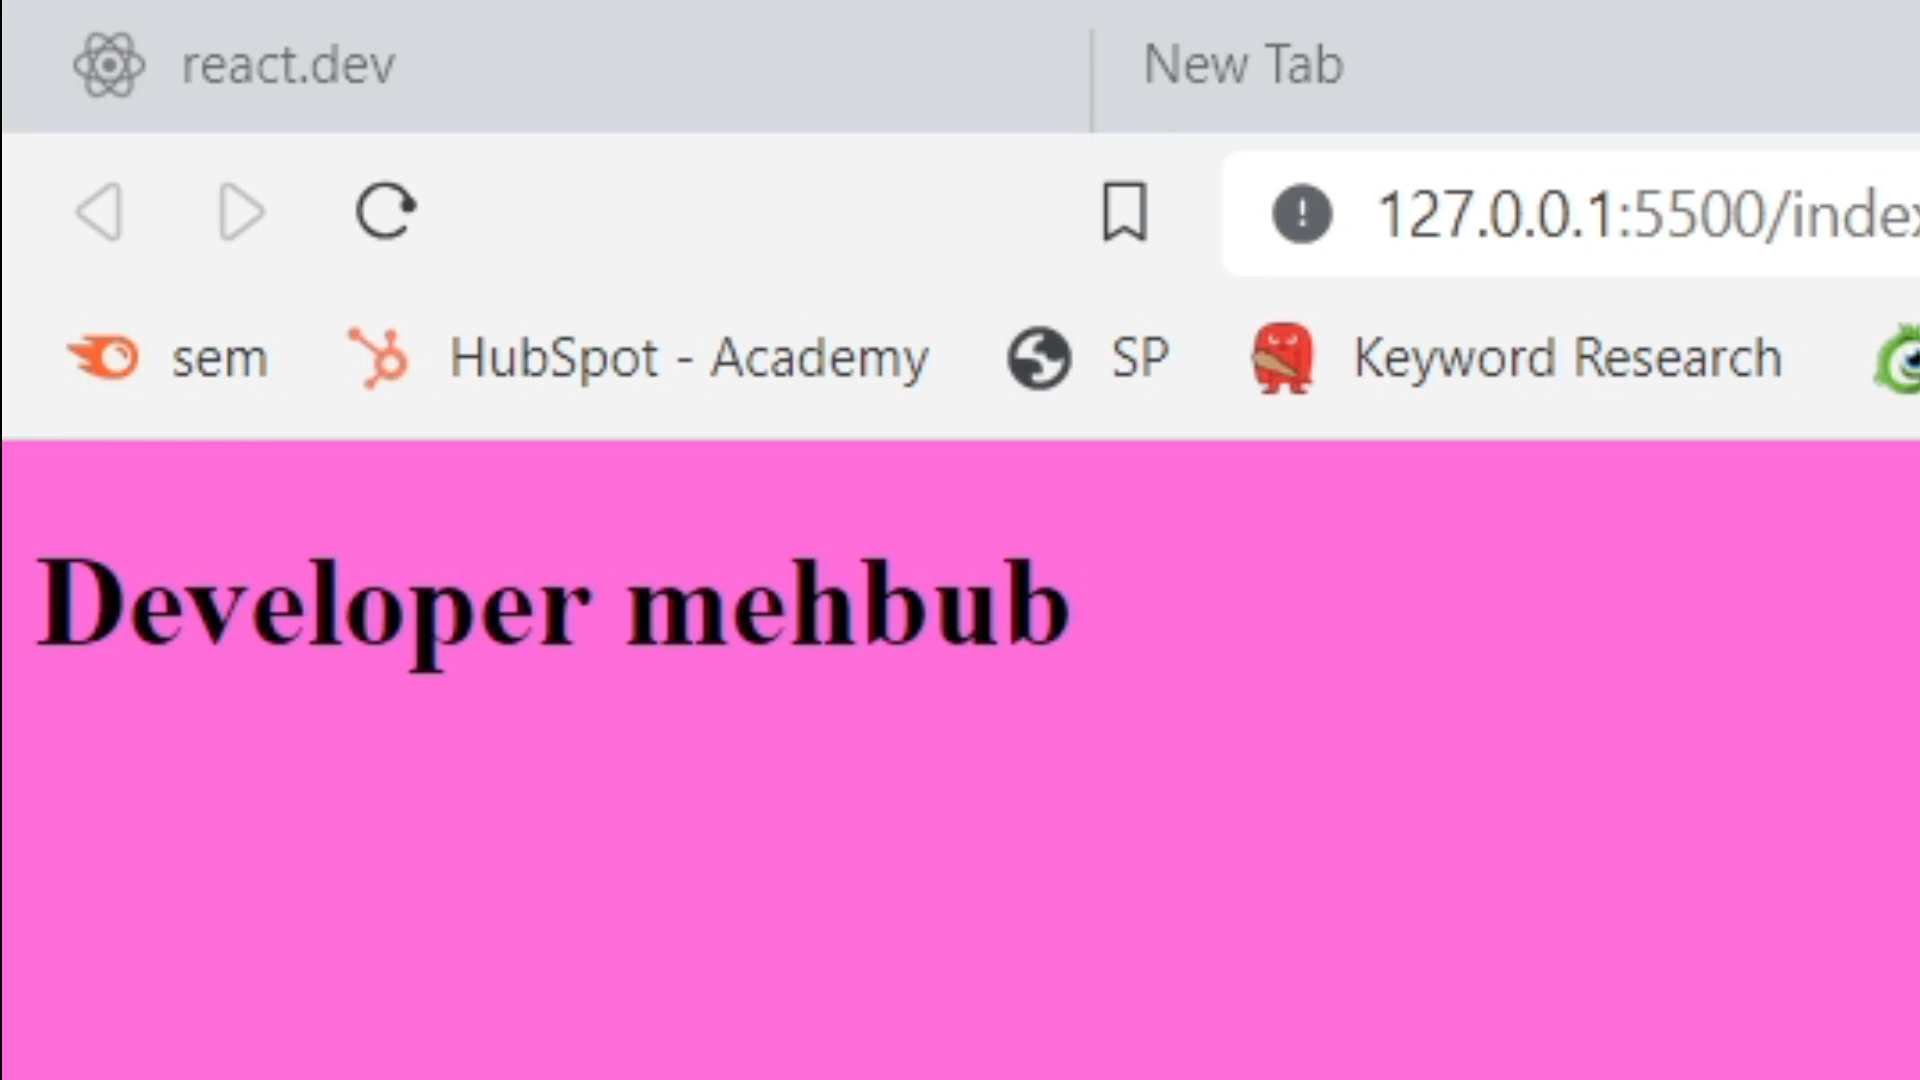 react.dev New Tab
127.0.0.1:5500/index
sem HubSpot - Academy SP Keyword Research
Developer mehbub